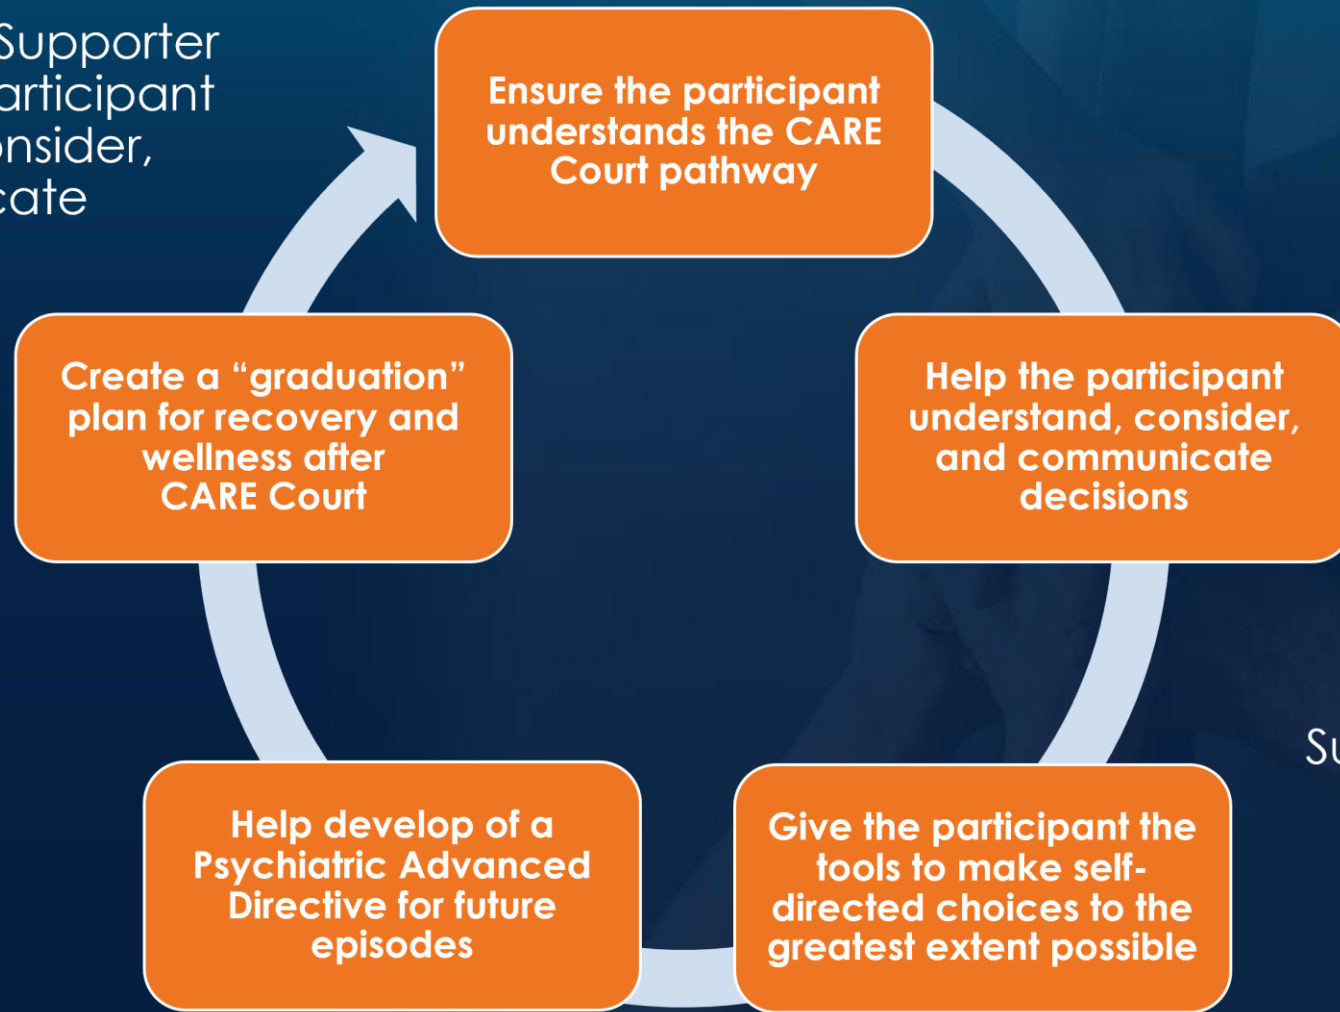 Supporter
articipant
onsider,
cate
Ensure the participant
understands the CARE
Court pathway
Help the participant
understand, consider,
and communicate
decisions
Give the participant the
tools to make self-
directed choices to the
greatest extent possible
Help develop of a
Psychiatric Advanced
Directive for future
episodes
Create a “graduation”
plan for recovery and
wellness after
CARE Court
Su